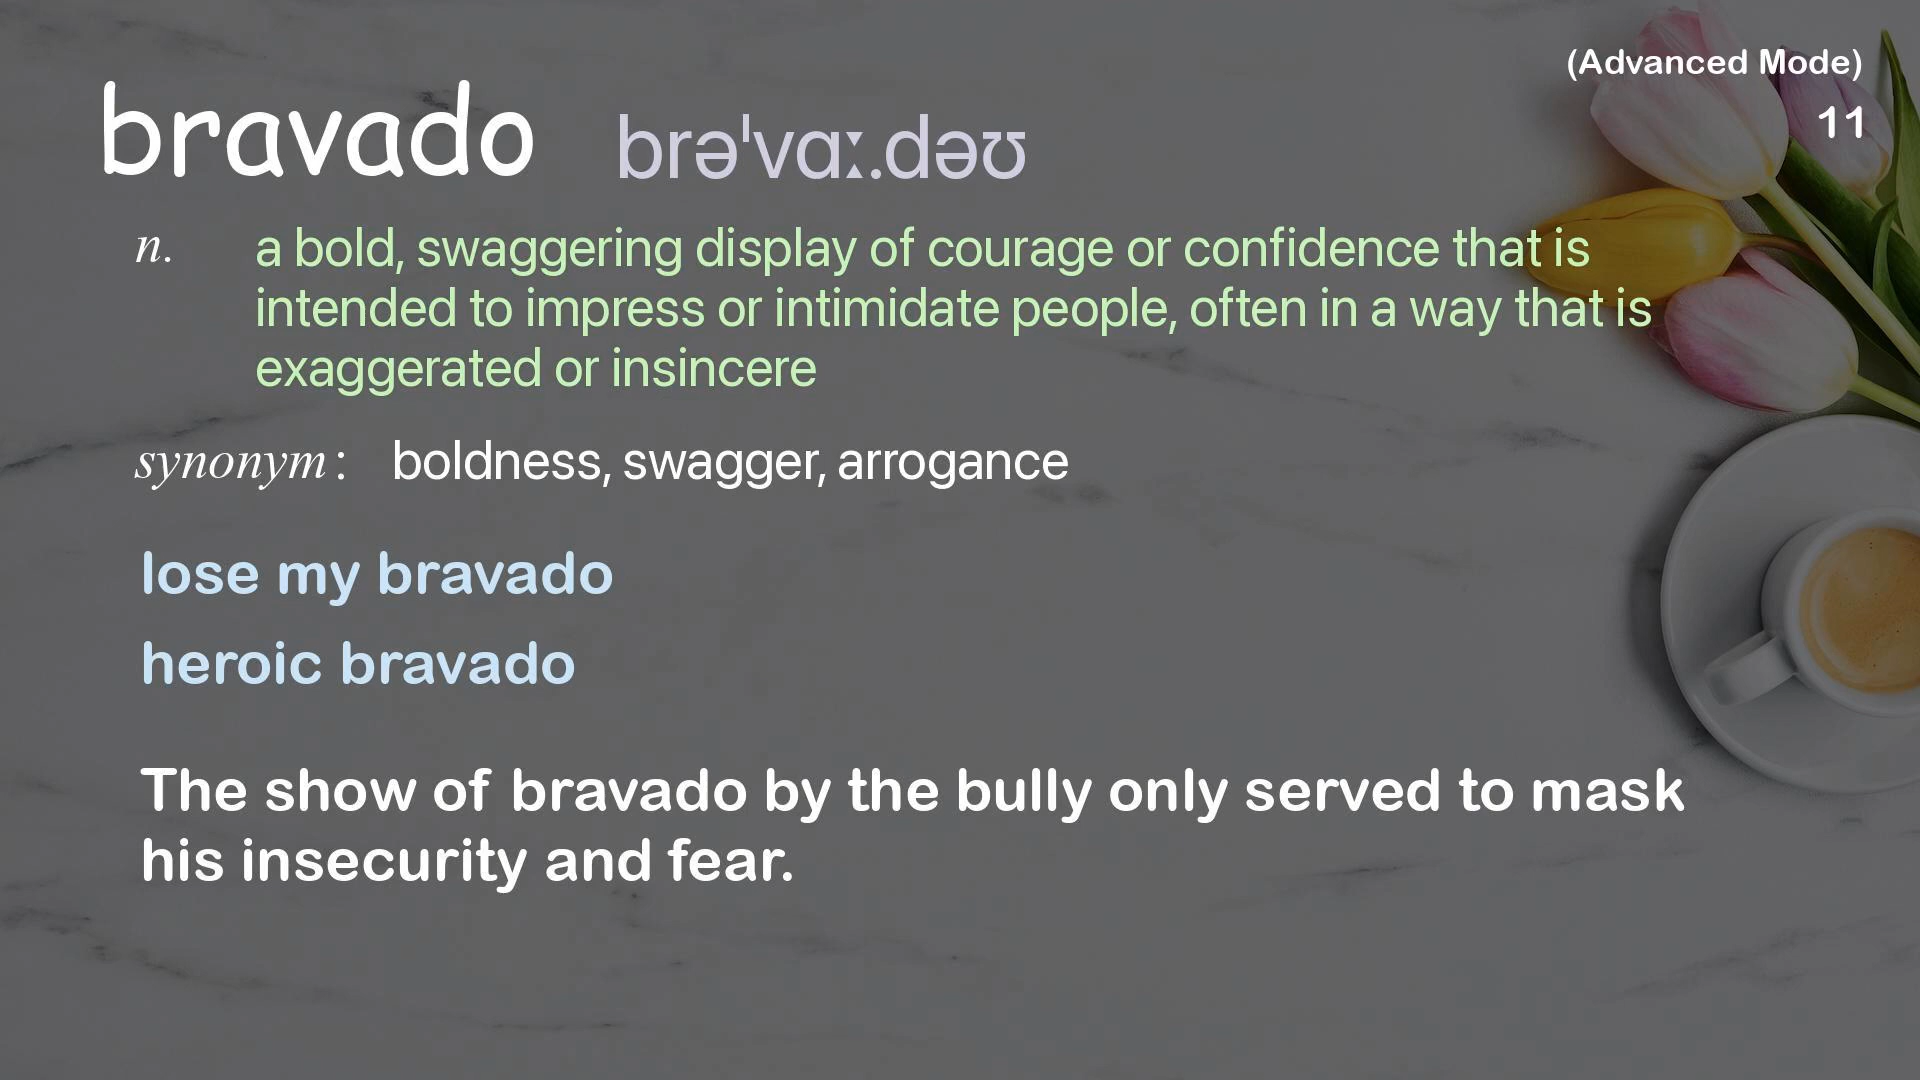 (Advanced Mode)
11
bravado brəˈvɑː.dəʊ
n. a bold, swaggering display of courage or confidence that is
intended to impress or intimidate people, often in a way that is
exaggerated or insincere
synonym: boldness, swagger, arrogance
lose my bravado
heroic bravado
The show of bravado by the bully only served to mask
his insecurity and fear.